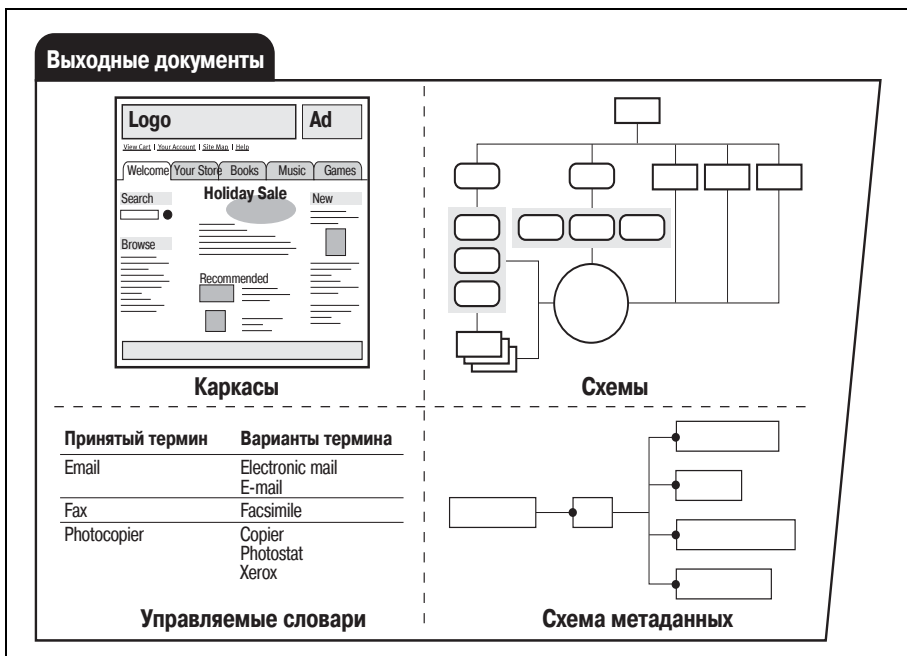 Выходные документы
Logo
Ad
View Cart | Your Account | Site Map | Help
Welcome Your Store Books Music Games
Search
Holiday Sale
New
Browse
Recommended
Каркасы
Схемы
Принятый термин Варианты термина
Email Electronic mail
E-mail
Fax Facsimile
Photocopier Copier
Photostat
Xerox
Управляемые словари
Схема метаданных